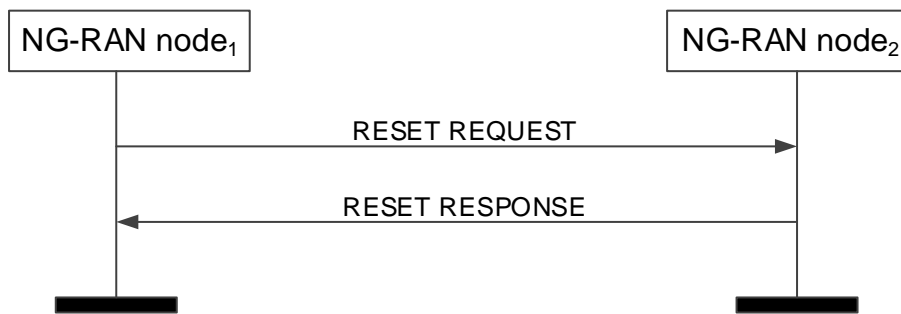 NG-RAN node₁
NG-RAN node₂
RESET REQUEST
RESET RESPONSE